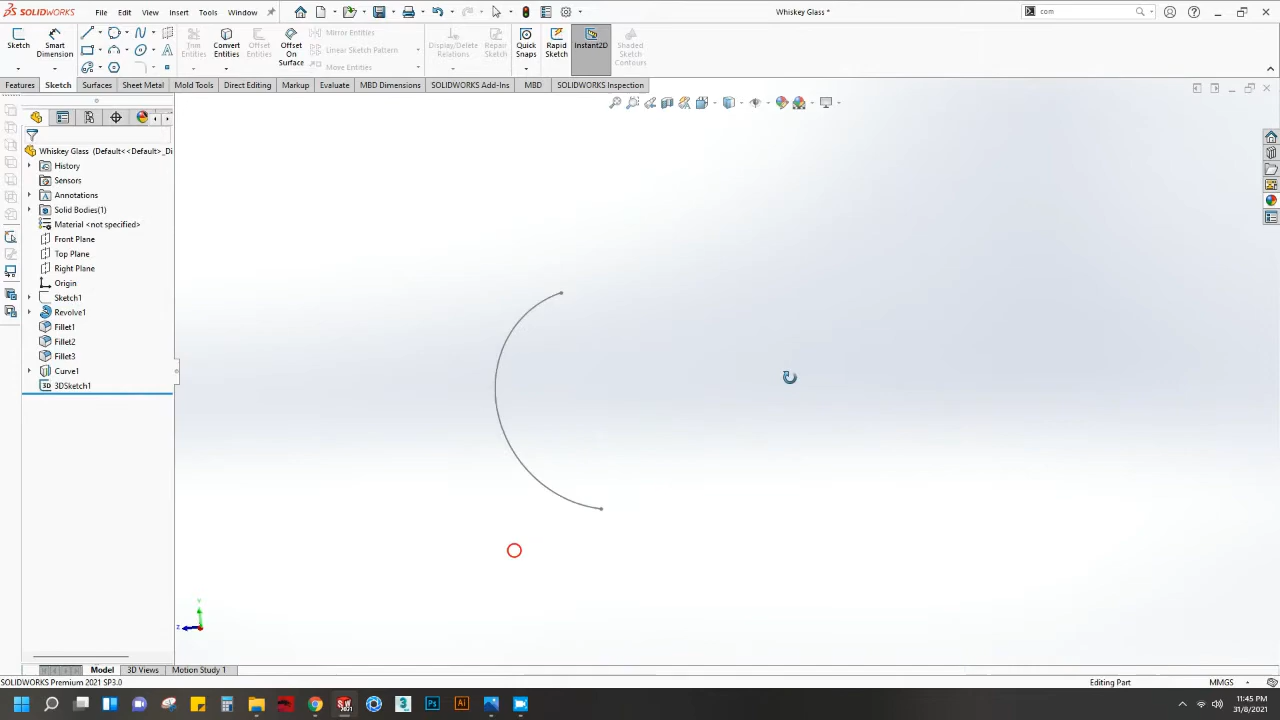 SOLIDWORKS File Edit View Insert Tools Window Whiskey Glass * com
Sketch Smart Dimension Trim Entities Convert Entities Offset Entities Offset On Surface Mirror Entities Linear Sketch Pattern Move Entities Display/Delete Relations Repair Sketch Quick Snaps Rapid Sketch Instant2D Shaded Sketch Contours
Features Sketch Surfaces Sheet Metal Mold Tools Direct Editing Markup Evaluate MBD Dimensions SOLIDWORKS Add-Ins MBD SOLIDWORKS Inspection
Whiskey Glass (Default<<Default>_Di
History
Sensors
Annotations
Solid Bodies(1)
Material <not specified>
Front Plane
Top Plane
Right Plane
Origin
Sketch1
Revolve1
Fillet1
Fillet2
Fillet3
Curve1
3D 3DSketch1
Y
Z
Model 3D Views Motion Study 1
SOLIDWORKS Premium 2021 SP3.0 Editing Part MMGS
11:45 PM
31/8/2021